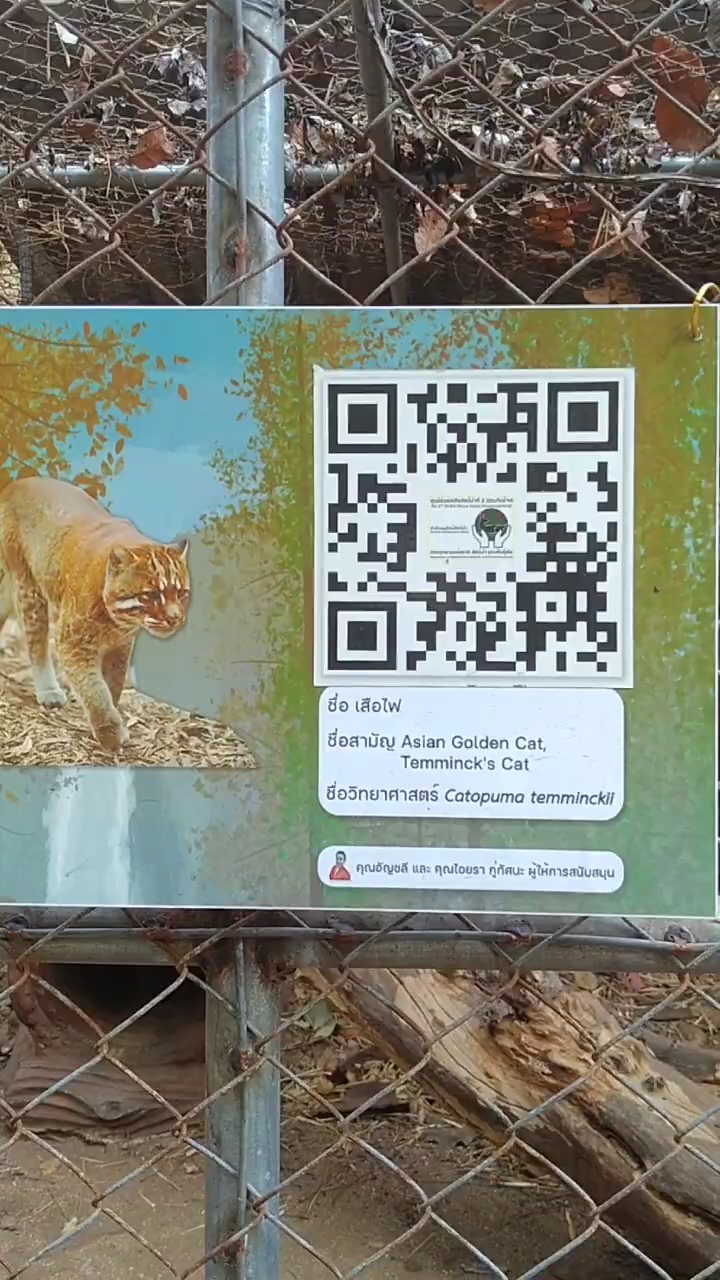 ชื่อ เสือไฟ
ชื่อสามัญ Asian Golden Cat,
Temminck's Cat
ชื่อวิทยาศาสตร์ Catopuma temminckii
คุณอัญชลี และ คุณไอยรา ภู่ทัศนะ ผู้ให้การสนับสนุน